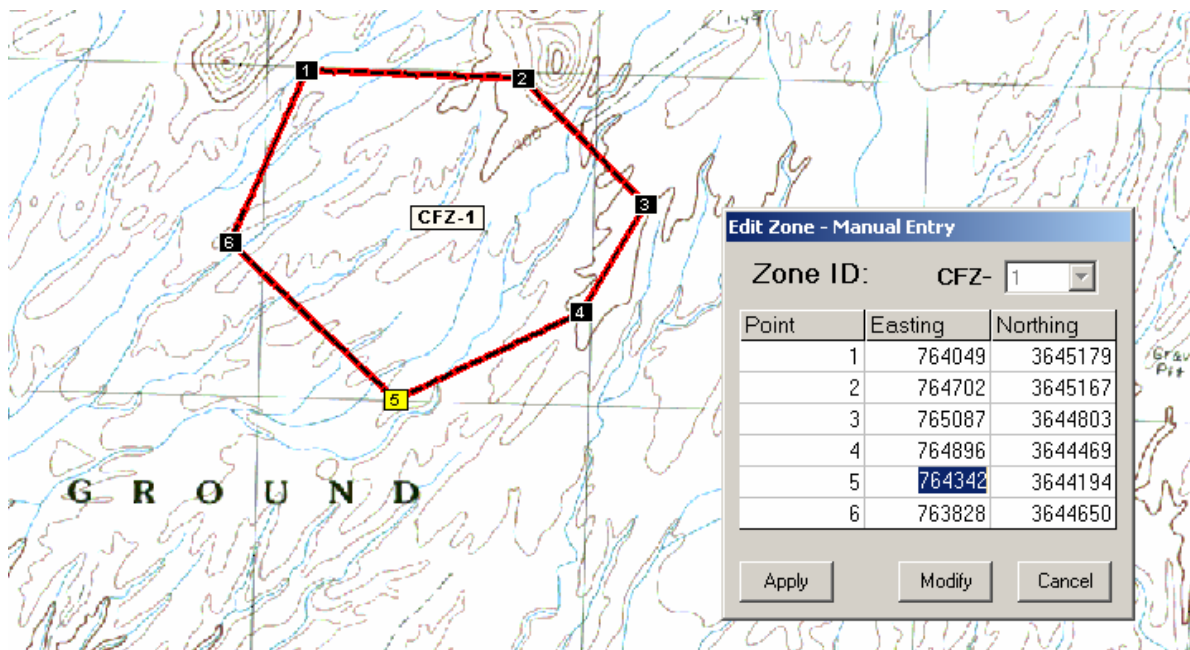 1
2
900
3
CFZ-1
6
4
5
G R O U N D
Edit Zone - Manual Entry
Zone ID: CFZ- 1
Point Easting Northing
1 764049 3645179
2 764702 3645167
3 765087 3644803
4 764896 3644469
5 764342 3644194
6 763828 3644650
Apply Modify Cancel
Pit